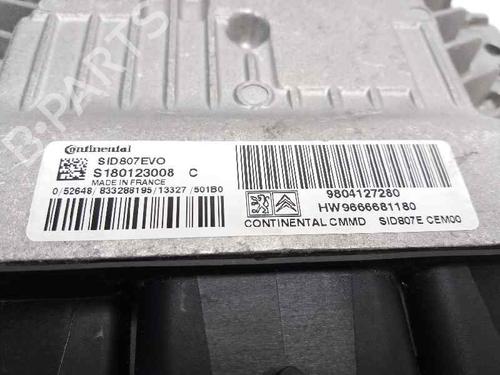 Continental
SID807EVO
S180123008 C
MADE IN FRANCE
0/52648/833288195/13327/501B0
9804127280
HW9666681180
CONTINENTAL CMMD SID807E CEM00
B-PARTS